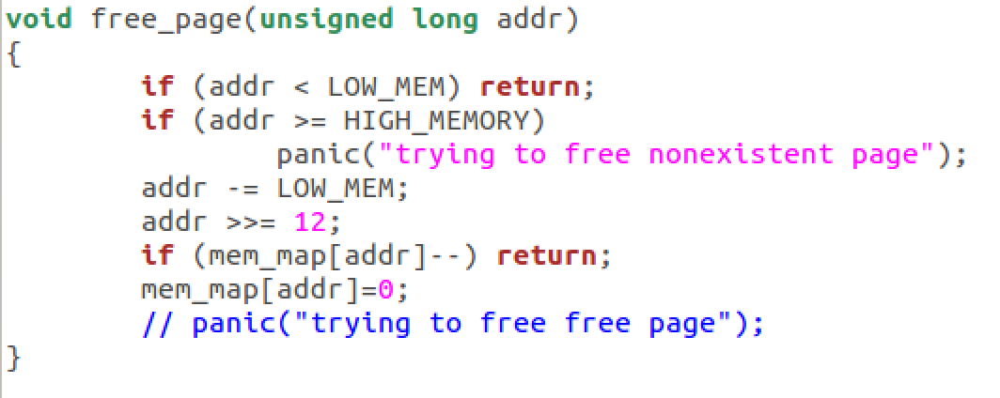 void free_page(unsigned long addr)
{
        if (addr < LOW_MEM) return;
        if (addr >= HIGH_MEMORY)
                panic("trying to free nonexistent page");
        addr -= LOW_MEM;
        addr >>= 12;
        if (mem_map[addr]--) return;
        mem_map[addr]=0;
        // panic("trying to free free page");
}